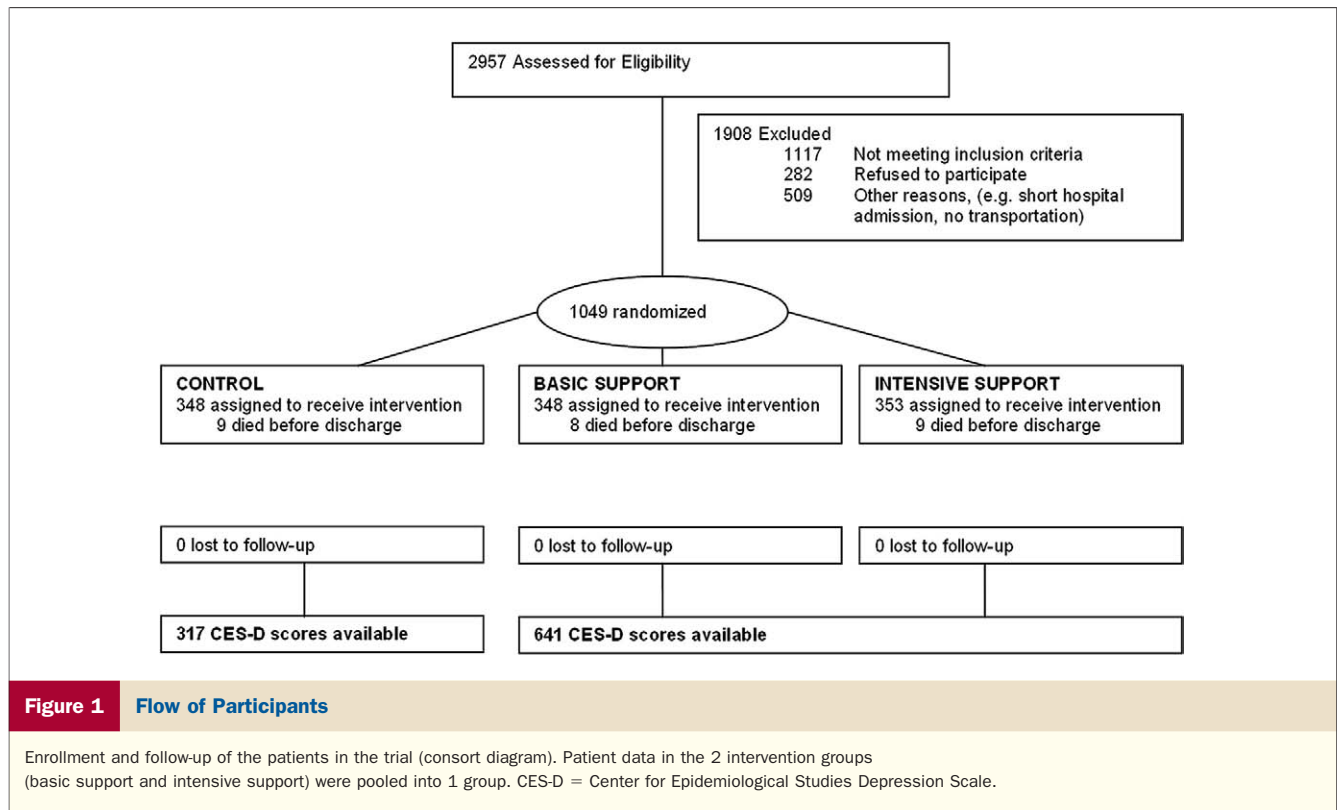 2957 Assessed for Eligibility
1908 Excluded
1117 Not meeting inclusion criteria
282 Refused to participate
509 Other reasons, (e.g. short hospital
admission, no transportation)
1049 randomized
CONTROL
348 assigned to receive intervention
9 died before discharge
BASIC SUPPORT
348 assigned to receive intervention
8 died before discharge
INTENSIVE SUPPORT
353 assigned to receive intervention
9 died before discharge
0 lost to follow-up
0 lost to follow-up
0 lost to follow-up
317 CES-D scores available
641 CES-D scores available
Figure 1 Flow of Participants
Enrollment and follow-up of the patients in the trial (consort diagram). Patient data in the 2 intervention groups
(basic support and intensive support) were pooled into 1 group. CES-D = Center for Epidemiological Studies Depression Scale.